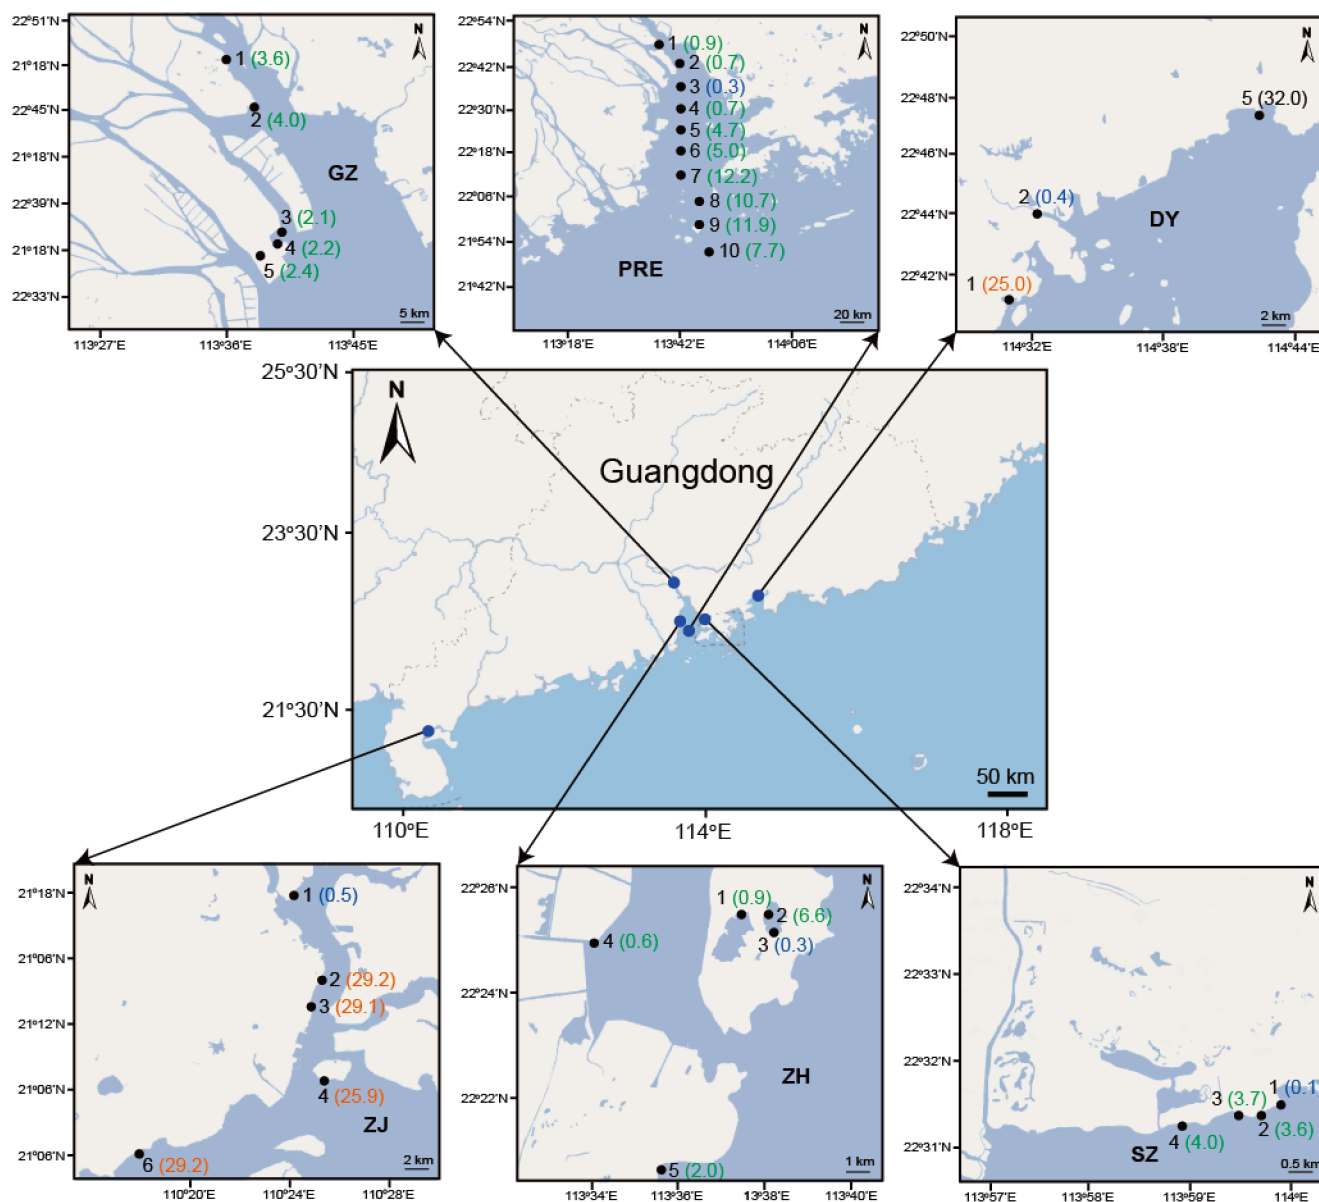 22°51'N
21°18'N
22°45'N
21°18'N
22°39'N
21°18'N
22°33'N
N
1 (3.6)
2 (4.0)
GZ
3 (2.1)
4 (2.2)
5 (2.4)
5 km
113°27'E
113°36'E
113°45'E
22°54'N
22°42'N
22°30'N
22°18'N
22°06'N
21°54'N
21°42'N
N
1 (0.9)
2 (0.7)
3 (0.3)
4 (0.7)
5 (4.7)
6 (5.0)
7 (12.2)
8 (10.7)
9 (11.9)
10 (7.7)
PRE
20 km
113°18'E
113°42'E
114°06'E
22°50'N
22°48'N
22°46'N
22°44'N
22°42'N
N
5 (32.0)
2 (0.4)
DY
1 (25.0)
2 km
114°32'E
114°38'E
114°44'E
25°30'N
23°30'N
21°30'N
N
Guangdong
50 km
110°E
114°E
118°E
21°18'N
21°06'N
21°12'N
21°06'N
21°06'N
N
1 (0.5)
2 (29.2)
3 (29.1)
4 (25.9)
ZJ
6 (29.2)
2 km
110°20'E
110°24'E
110°28'E
22°26'N
22°24'N
22°22'N
N
1 (0.9)
2 (6.6)
3 (0.3)
4 (0.6)
ZH
5 (2.0)
1 km
113°34'E
113°36'E
113°38'E
113°40'E
22°34'N
22°33'N
22°32'N
22°31'N
N
1 (0.1)
3 (3.7)
2 (3.6)
4 (4.0)
SZ
0.5 km
113°57'E
113°58'E
113°59'E
114°E